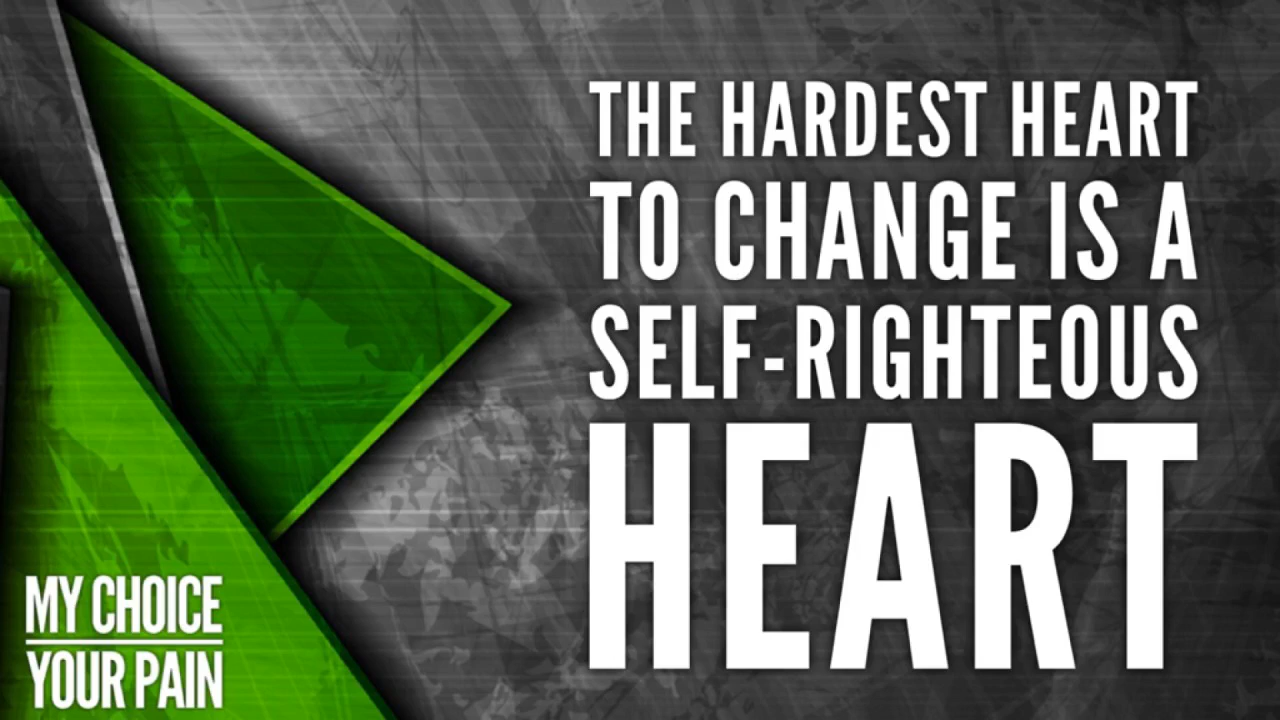 THE HARDEST HEART
TO CHANGE IS A
SELF-RIGHTEOUS
HEART
MY CHOICE
YOUR PAIN